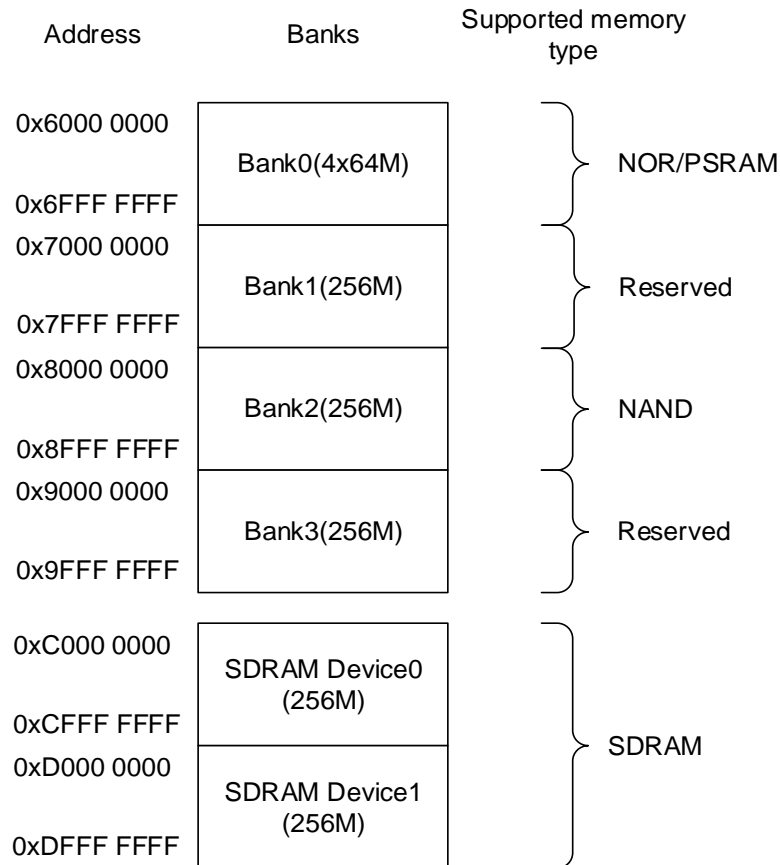 Address Banks Supported memory
type
0x6000 0000
Bank0(4x64M) NOR/PSRAM
0x6FFF FFFF
0x7000 0000
Bank1(256M) Reserved
0x7FFF FFFF
0x8000 0000
Bank2(256M) NAND
0x8FFF FFFF
0x9000 0000
Bank3(256M) Reserved
0x9FFF FFFF
0xC000 0000
SDRAM Device0
(256M)
0xCFFF FFFF
SDRAM
0xD000 0000
SDRAM Device1
(256M)
0xDFFF FFFF